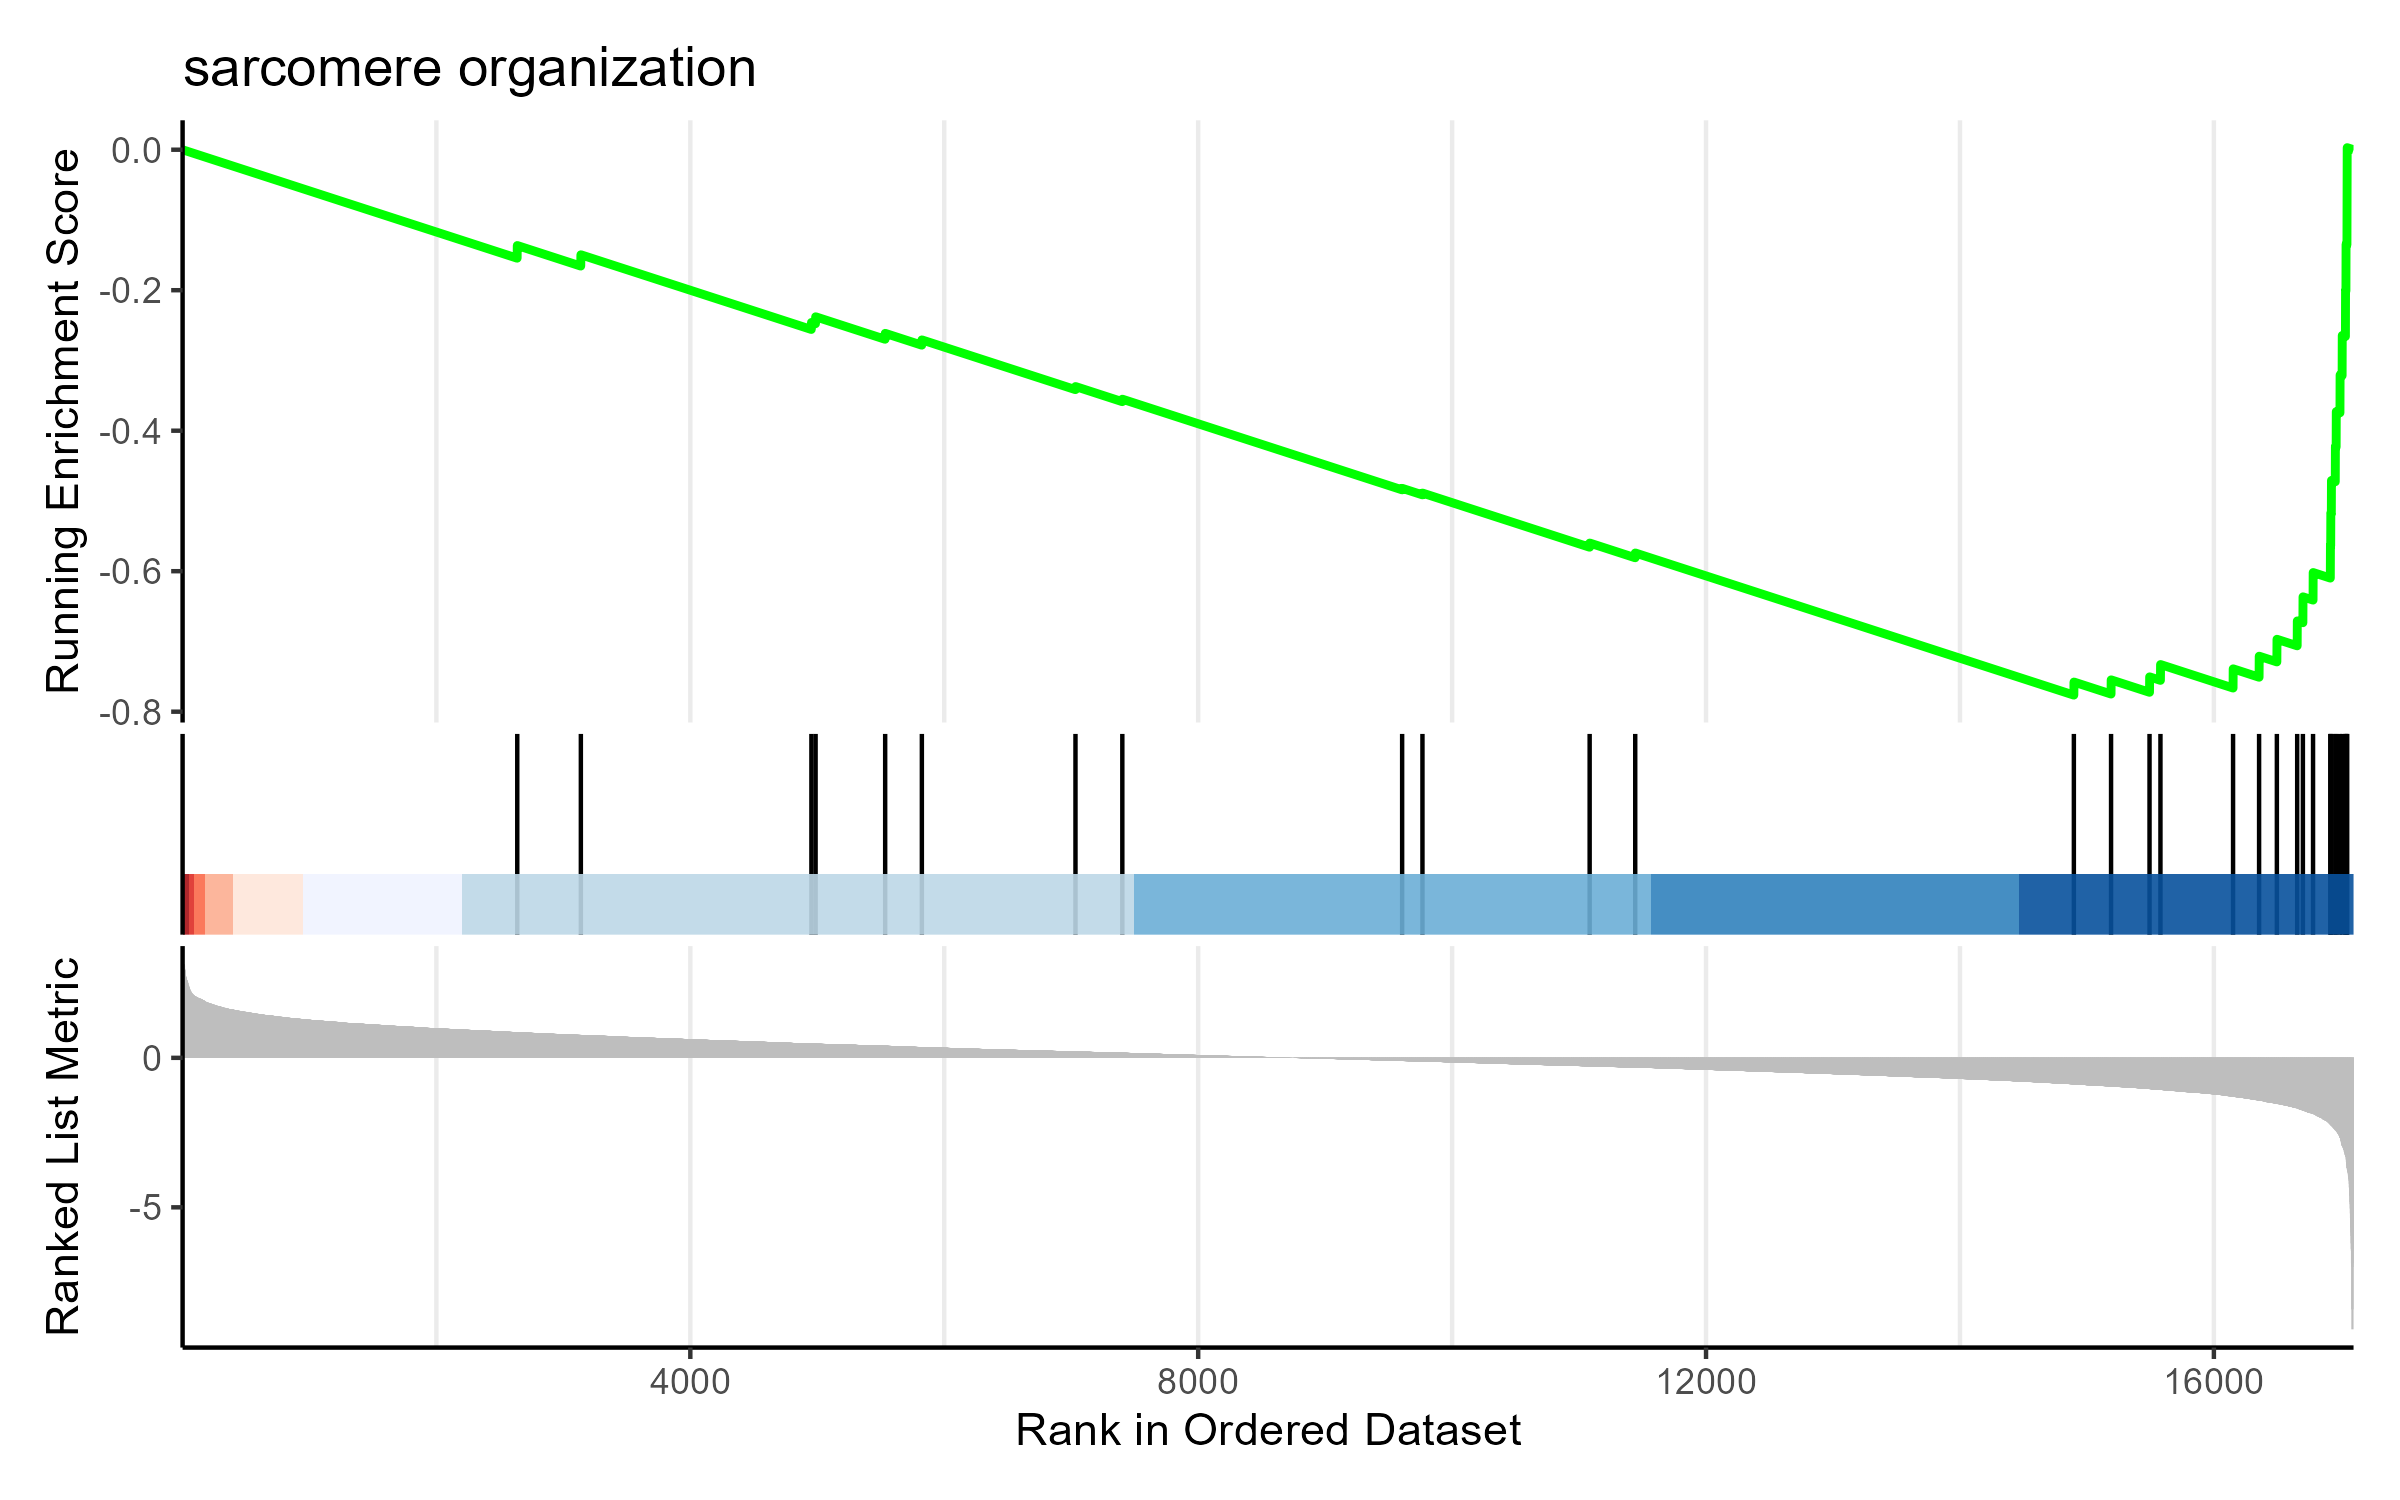 sarcomere organization
Running Enrichment Score
0.0
-0.2
-0.4
-0.6
-0.8
Ranked List Metric
0
-5
4000
8000
12000
16000
Rank in Ordered Dataset